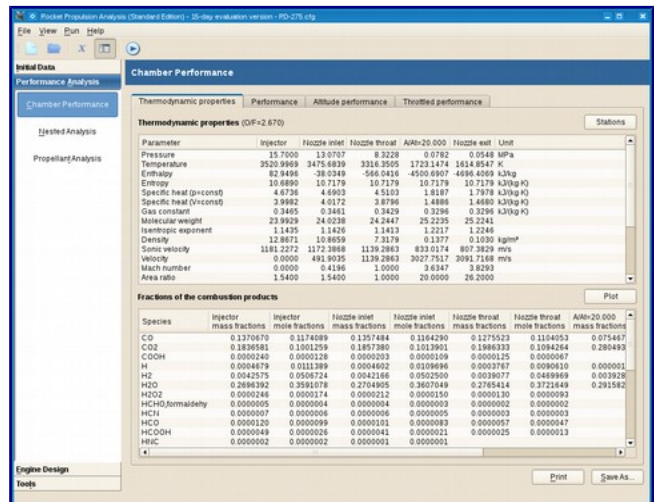 Rocket Propulsion Analysis (Standard Edition) - 15-day evaluation version - RD-275.cfg
File View Run Help
Initial Data
Performance Analysis
Chamber Performance
Nested Analysis
Propellant Analysis
Engine Design
Tools
Chamber Performance
Thermodynamic properties Performance Altitude performance Throttled performance
Thermodynamic properties (O/F=2.670) Stations
Parameter Injector Nozzle inlet Nozzle throat A/At=20.000 Nozzle exit Unit
Pressure 15.7000 13.0707 8.3228 0.0782 0.0548 MPa
Temperature 3520.9969 3475.6839 3316.3505 1723.1474 1614.8547 K
Enthalpy 82.9496 -38.0349 -566.0416 -4500.6907 -4696.4069 kJ/kg
Entropy 10.6890 10.7179 10.7179 10.7179 10.7179 kJ/(kg·K)
Specific heat (p=const) 4.6736 4.6903 4.5103 1.8187 1.7978 kJ/(kg·K)
Specific heat (V=const) 3.9982 4.0172 3.8796 1.4886 1.4680 kJ/(kg·K)
Gas constant 0.3465 0.3461 0.3429 0.3296 0.3296 kJ/(kg·K)
Molecular weight 23.9929 24.0238 24.2447 25.2235 25.2241
Isentropic exponent 1.1435 1.1426 1.1413 1.2217 1.2246
Density 12.8671 10.8659 7.3179 0.1377 0.1030 kg/m³
Sonic velocity 1181.2272 1172.3868 1139.2863 833.0174 807.3829 m/s
Velocity 0.0000 491.9035 1139.2863 3027.7517 3091.7168 m/s
Mach number 0.0000 0.4196 1.0000 3.6347 3.8293
Area ratio 1.5400 1.5400 1.0000 20.0000 26.2000
Fractions of the combustion products Plot
Species Injector mass fractions Injector mole fractions Nozzle inlet mass fractions Nozzle inlet mole fractions Nozzle throat mass fractions Nozzle throat mole fractions A/At=20.000 mass fractions
CO 0.1370670 0.1174089 0.1357484 0.1164290 0.1275523 0.1104053 0.075467
CO2 0.1836581 0.1001259 0.1857380 0.1013901 0.1986333 0.1094264 0.280493
COOH 0.0000240 0.0000128 0.0000203 0.0000109 0.0000125 0.0000067
H 0.0004679 0.0111389 0.0004602 0.0109696 0.0003767 0.0090610 0.000001
H2 0.0042575 0.0506724 0.0042166 0.0502500 0.0039077 0.0469969 0.003928
H2O 0.2696392 0.3591078 0.2704905 0.3607049 0.2765414 0.3721649 0.291582
H2O2 0.0000246 0.0000174 0.0000212 0.0000150 0.0000130 0.0000093
HCHO,formaldehy 0.0000005 0.0000004 0.0000004 0.0000003 0.0000002 0.0000002
HCN 0.0000007 0.0000006 0.0000006 0.0000005 0.0000003 0.0000003
HCO 0.0000120 0.0000099 0.0000101 0.0000083 0.0000057 0.0000047
HCOOH 0.0000049 0.0000026 0.0000041 0.0000021 0.0000025 0.0000013
HNC 0.0000002 0.0000002 0.0000001 0.0000001
Print Save As...